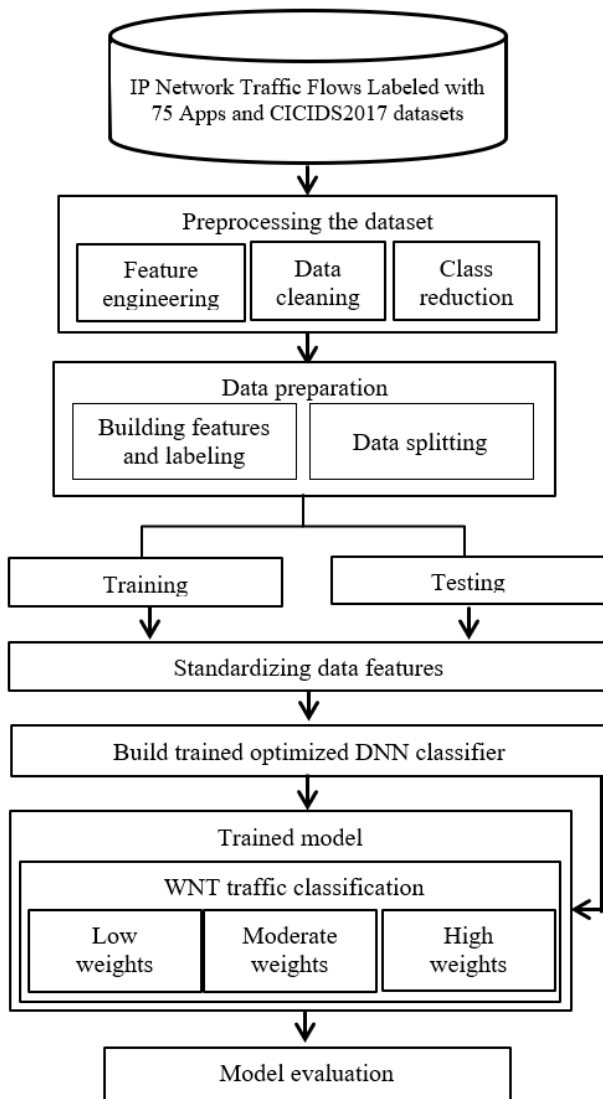 IP Network Traffic Flows Labeled with
75 Apps and CICIDS2017 datasets
Preprocessing the dataset
Feature
engineering
Data
cleaning
Class
reduction
Data preparation
Building features
and labeling
Data splitting
Training
Testing
Standardizing data features
Build trained optimized DNN classifier
Trained model
WNT traffic classification
Low
weights
Moderate
weights
High
weights
Model evaluation